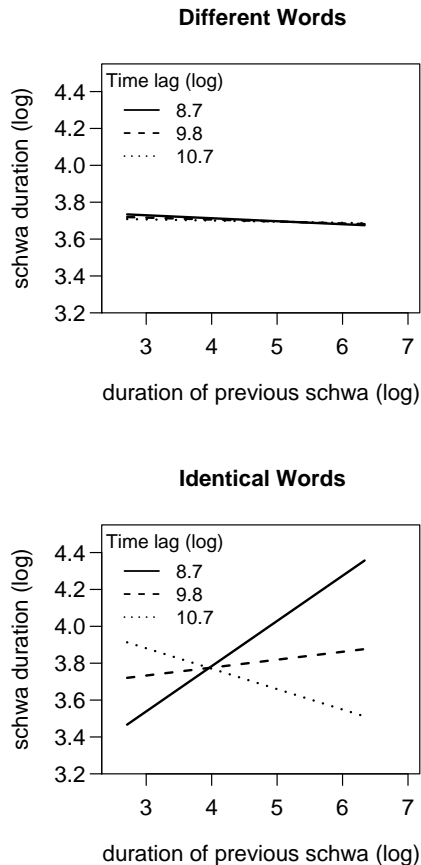 Different Words
schwa duration (log)
Time lag (log)
8.7
9.8
10.7
4.4
4.2
4.0
3.8
3.6
3.4
3.2
3 4 5 6 7
duration of previous schwa (log)
Identical Words
schwa duration (log)
Time lag (log)
8.7
9.8
10.7
4.4
4.2
4.0
3.8
3.6
3.4
3.2
3 4 5 6 7
duration of previous schwa (log)